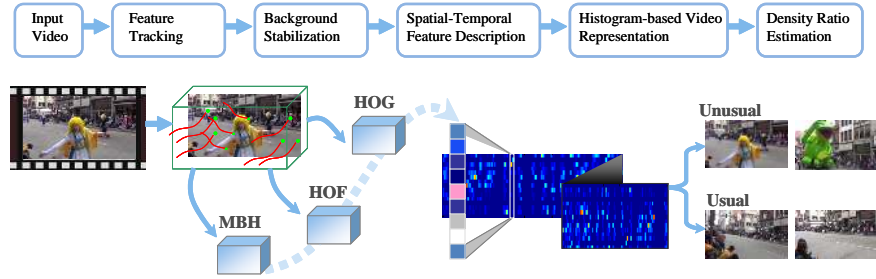 Input
Video
Feature
Tracking
Background
Stabilization
Spatial-Temporal
Feature Description
Histogram-based Video
Representation
Density Ratio
Estimation
HOG
HOF
MBH
Unusual
Usual